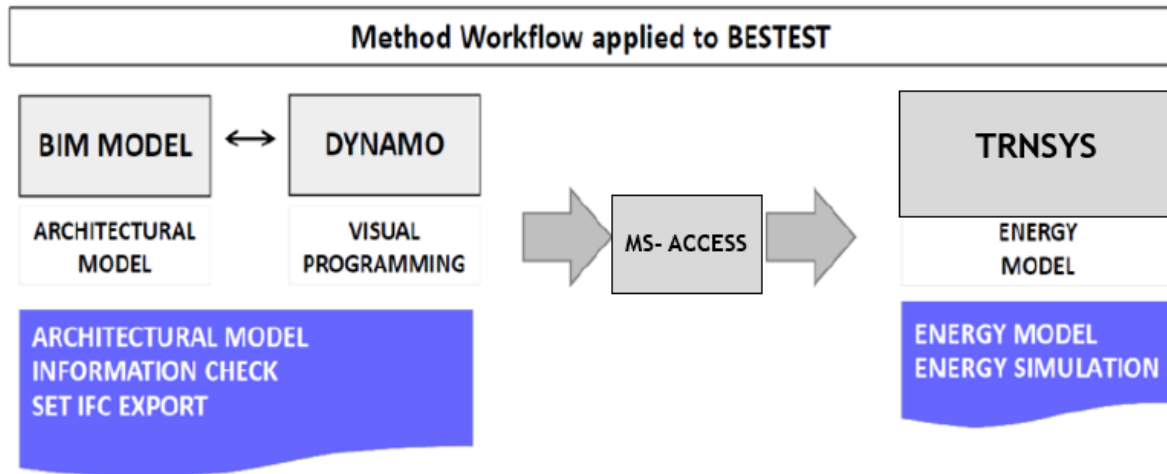 Method Workflow applied to BESTEST
BIM MODEL
DYNAMO
TRNSYS
MS- ACCESS
ARCHITECTURAL
MODEL
VISUAL
PROGRAMMING
ENERGY
MODEL
ARCHITECTURAL MODEL
INFORMATION CHECK
SET IFC EXPORT
ENERGY MODEL
ENERGY SIMULATION